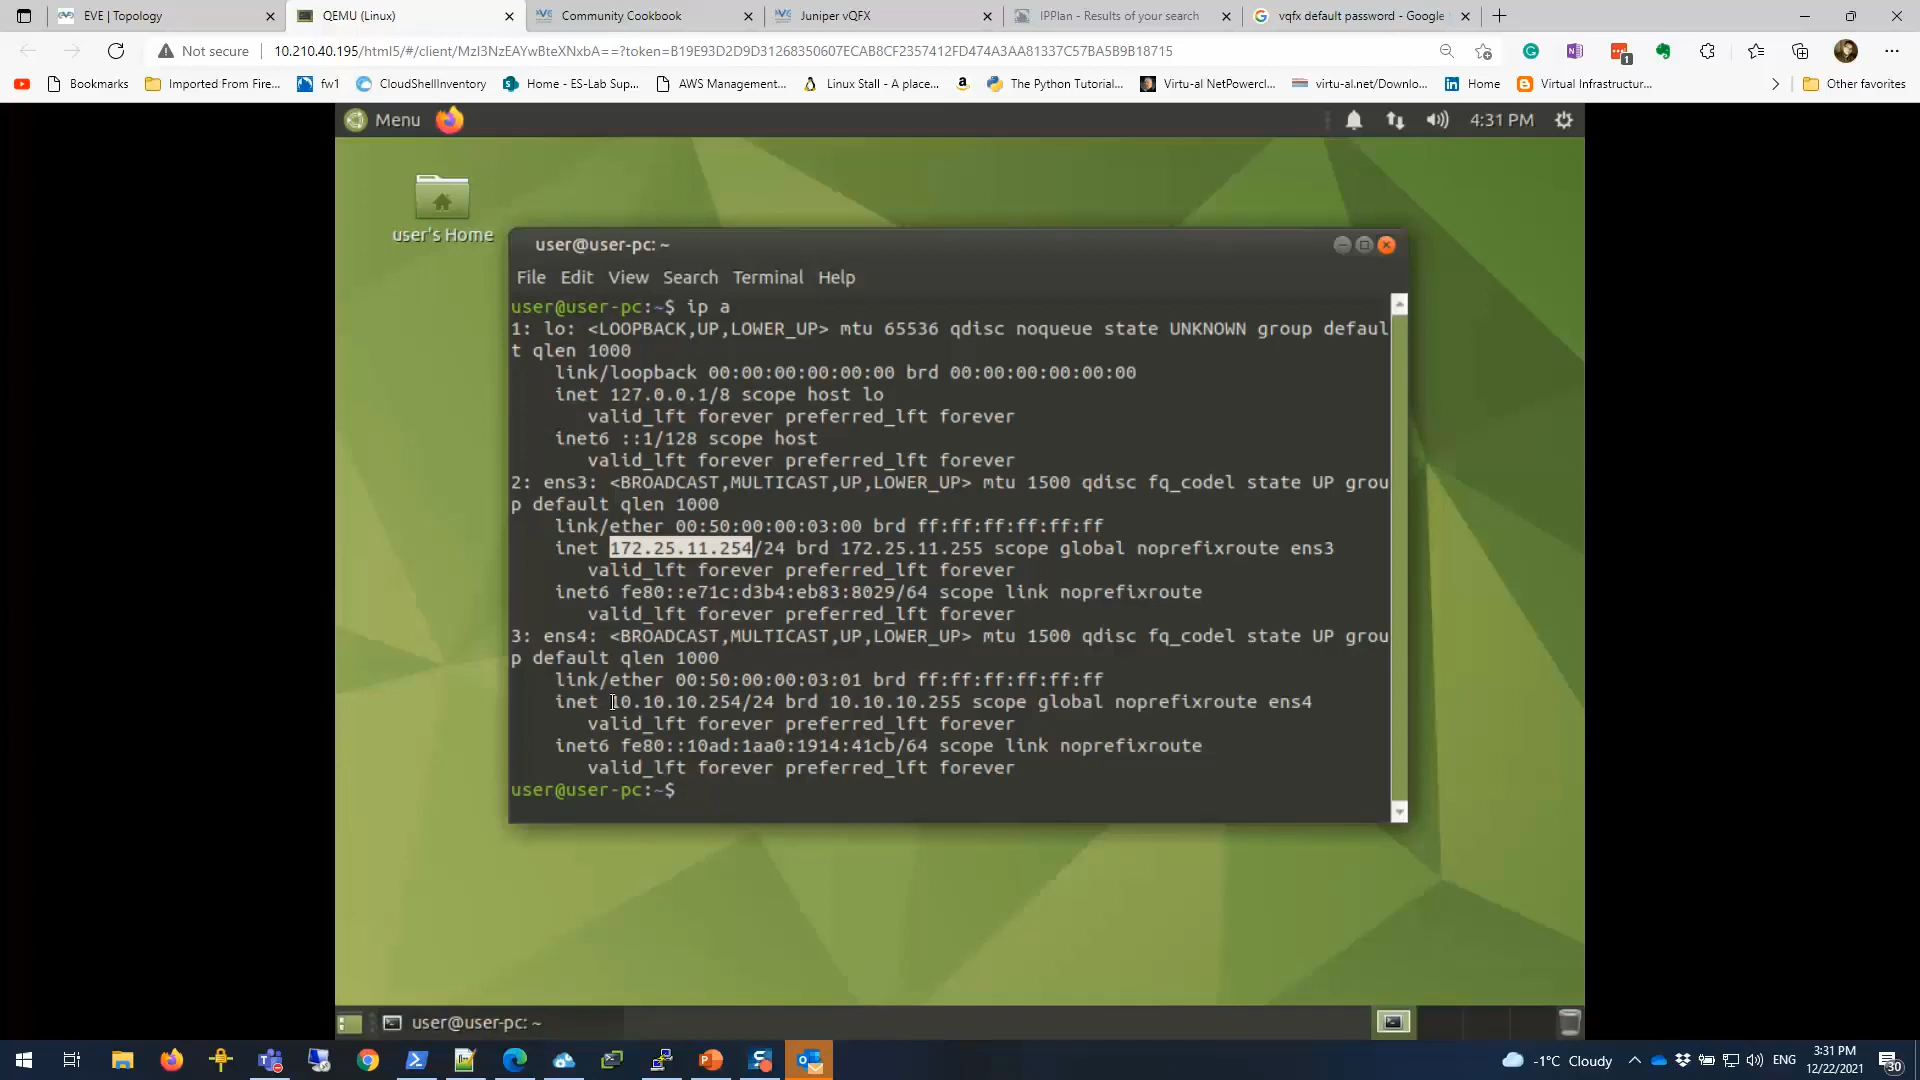 EVE | Topology
QEMU (Linux)
Community Cookbook
Juniper vQFX
IPPlan - Results of your search
vqfx default password - Google
Not secure
10.210.40.195/html5/#/client/MzI3NzEAYwBteXNxbA==?token=B19E93D2D9D31268350607ECAB8CF2357412FD474A3AA81337C57BA5B9B18715
1
Bookmarks
Imported From Fire...
fw1
CloudShellInventory
Home - ES-Lab Sup...
AWS Management...
Linux Stall - A place...
The Python Tutorial...
Virtu-al NetPowercl...
virtu-al.net/Downlo...
Home
Virtual Infrastructur...
Other favorites
Menu
4:31 PM
user's Home
user@user-pc: ~
File Edit View Search Terminal Help
user@user-pc:~$ ip a
1: lo: <LOOPBACK,UP,LOWER_UP> mtu 65536 qdisc noqueue state UNKNOWN group defaul
t qlen 1000
link/loopback 00:00:00:00:00:00 brd 00:00:00:00:00:00
inet 127.0.0.1/8 scope host lo
valid_lft forever preferred_lft forever
inet6 ::1/128 scope host
valid_lft forever preferred_lft forever
2: ens3: <BROADCAST,MULTICAST,UP,LOWER_UP> mtu 1500 qdisc fq_codel state UP grou
p default qlen 1000
link/ether 00:50:00:00:03:00 brd ff:ff:ff:ff:ff:ff
inet 172.25.11.254/24 brd 172.25.11.255 scope global noprefixroute ens3
valid_lft forever preferred_lft forever
inet6 fe80::e71c:d3b4:eb83:8029/64 scope link noprefixroute
valid_lft forever preferred_lft forever
3: ens4: <BROADCAST,MULTICAST,UP,LOWER_UP> mtu 1500 qdisc fq_codel state UP grou
p default qlen 1000
link/ether 00:50:00:00:03:01 brd ff:ff:ff:ff:ff:ff
inet 10.10.10.254/24 brd 10.10.10.255 scope global noprefixroute ens4
valid_lft forever preferred_lft forever
inet6 fe80::10ad:1aa0:1914:41cb/64 scope link noprefixroute
valid_lft forever preferred_lft forever
user@user-pc:~$
user@user-pc: ~
-1°C Cloudy
ENG
3:31 PM
12/22/2021
30